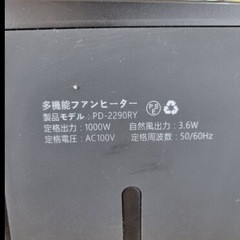 多機能ファンヒーター
製品モデル：PD-2290RY
定格出力：1000W 自然風出力：3.6W
定格電圧：AC100V 定格周波数：50/60Hz